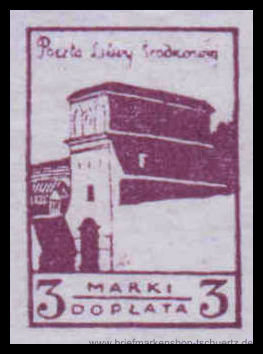 Poczta Litwy Środkowej
3 MARKI 3
DOPŁATA
www.briefmarkenshop-tschuertz.de